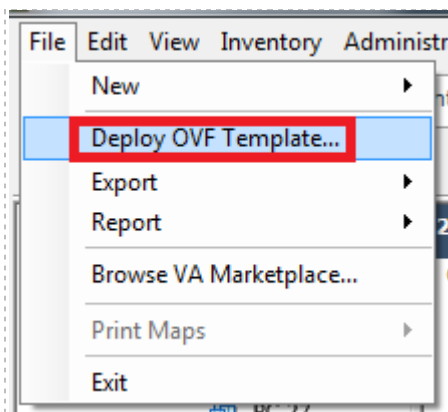 File Edit View Inventory Administr
New
Deploy OVF Template...
Export
Report
Browse VA Marketplace...
Print Maps
Exit